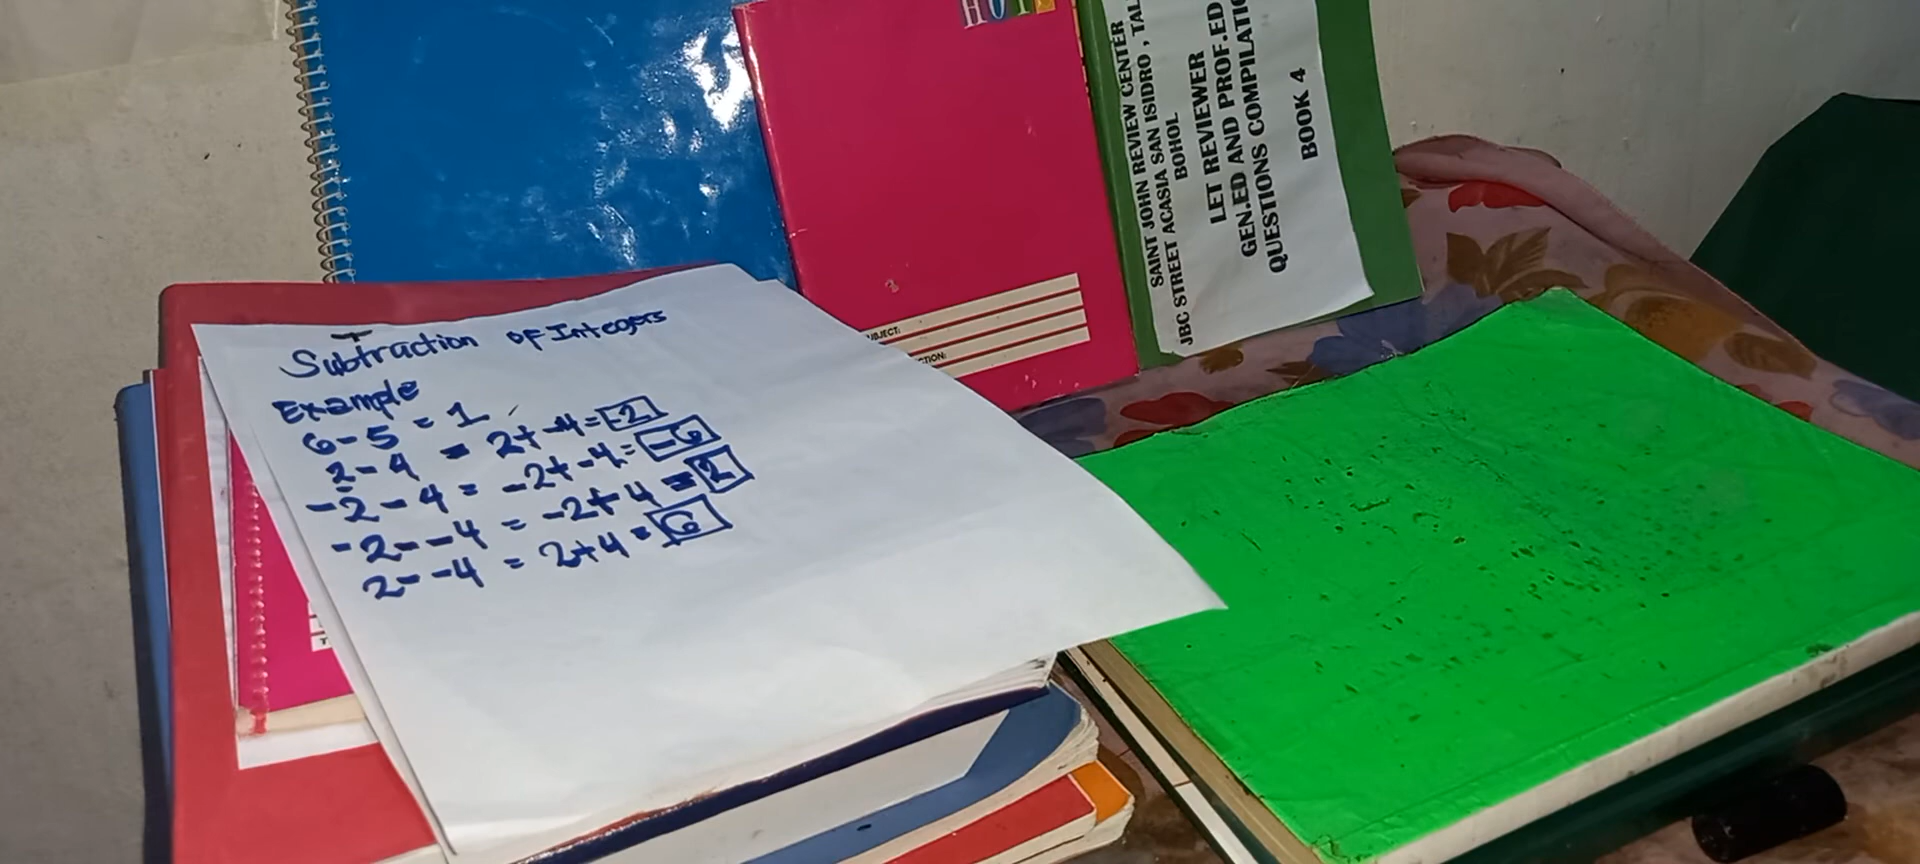 Subtraction of Integers
Example
6 - 5 = 1
2 - 4 = 2 + -4 = -2
-2 - 4 = -2 + -4 = -6
-2 - -4 = -2 + 4 = 2
2 - -4 = 2 + 4 = 6
SUBJECT:
SAINT JOHN REVIEW CENTER
JBC STREET ACASIA SAN ISIDRO , TAL
BOHOL
LET REVIEWER
GEN.ED AND PROF.ED
QUESTIONS COMPILATIO
BOOK 4